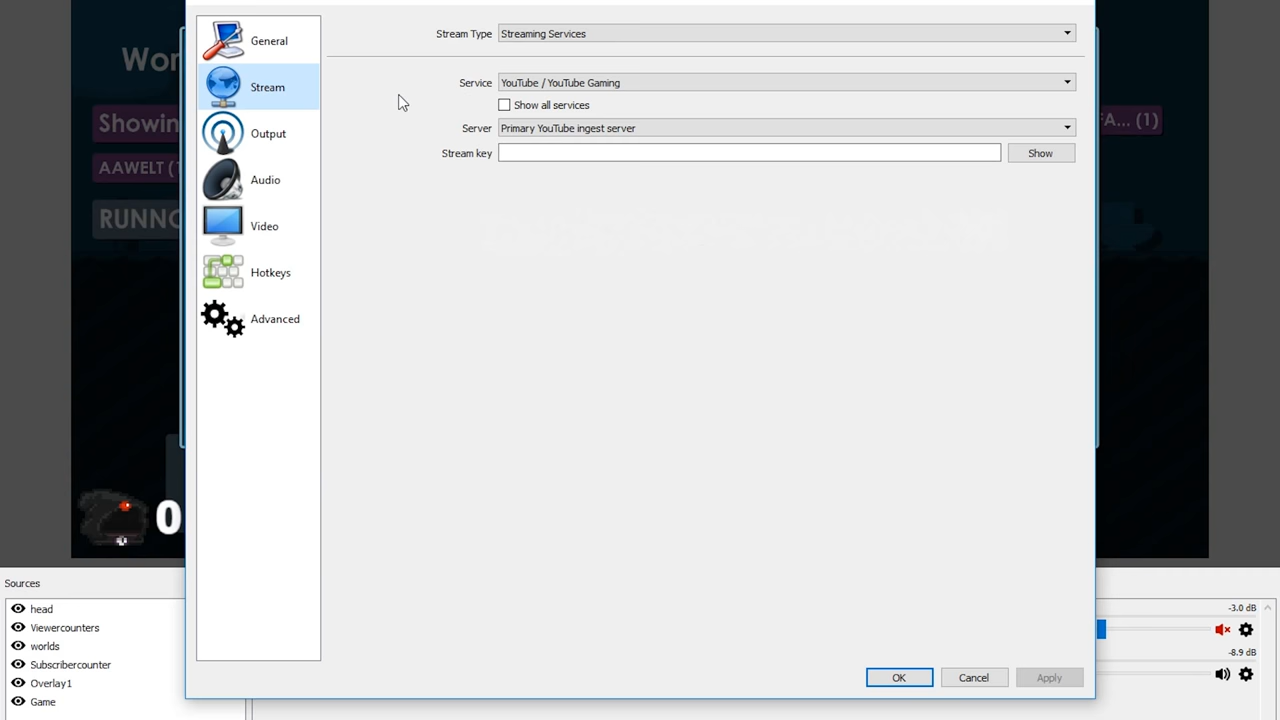 General
Stream
Output
Audio
Video
Hotkeys
Advanced
Stream Type Streaming Services
Service YouTube / YouTube Gaming
Show all services
Server Primary YouTube ingest server
Stream key Show
OK Cancel Apply
Wor
Showin
AAWELT (
RUNNO
FA... (1)
0
Sources
head
Viewercounters
worlds
Subscribercounter
Overlay1
Game
-3.0 dB
-8.9 dB